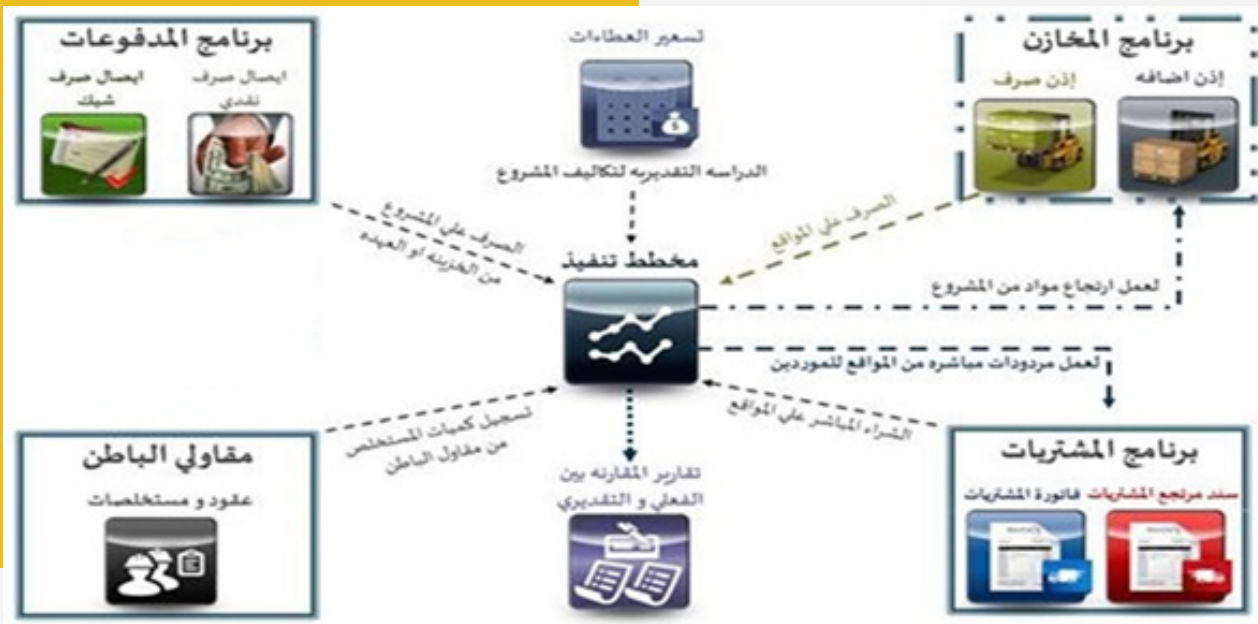 برنامج المخازن
إذن اضافه
إذن صرف
تسعير العطاءات
الدراسه التقديريه لتكاليف المشروع
برنامج المدفوعات
ايصال صرف
نقدي
ايصال صرف
شيك
الصرف علي المواقع
الصرف علي المشروع
من الخزينه او العهده
مخطط تنفيذ
لعمل ارتجاع مواد من المشروع
لعمل مردودات مباشره من المواقع للموردين
الشراء المباشر علي المواقع
تسجيل كميات المستخلص
من مقاول الباطن
برنامج المشتريات
سند مرتجع المشتريات
فاتورة المشتريات
تقارير المقارنه بين
الفعلي و التقديري
مقاولي الباطن
عقود و مستخلصات